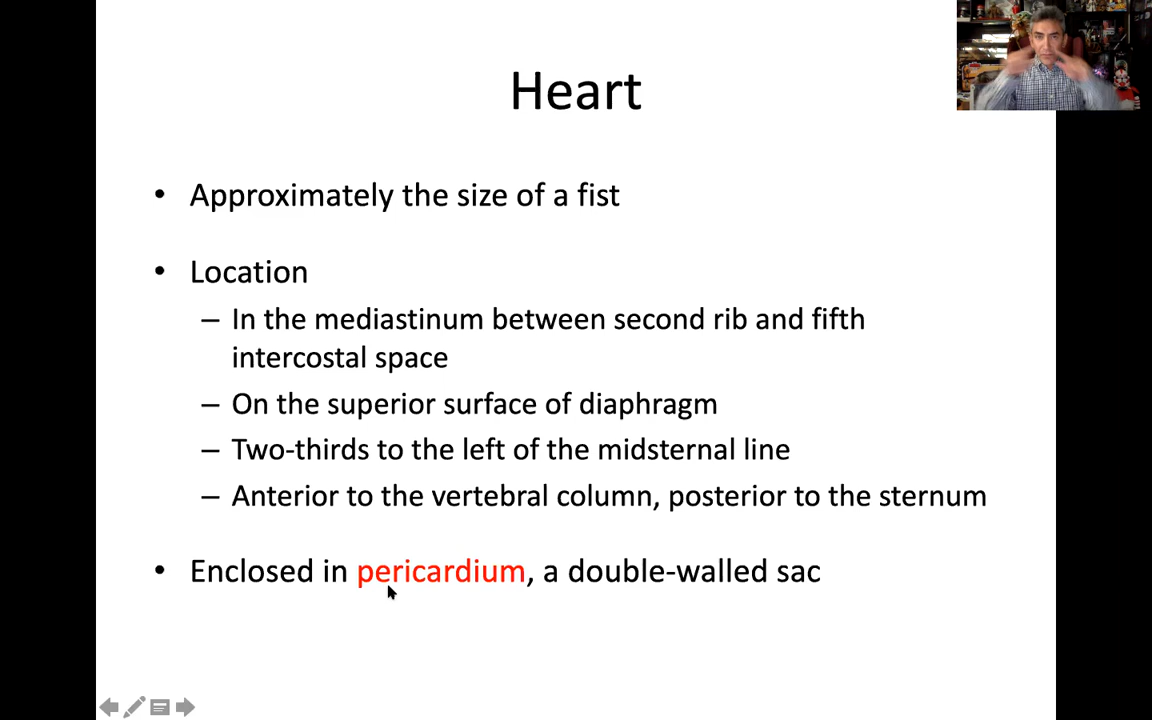 Heart
• Approximately the size of a fist
• Location
– In the mediastinum between second rib and fifth
intercostal space
– On the superior surface of diaphragm
– Two-thirds to the left of the midsternal line
– Anterior to the vertebral column, posterior to the sternum
• Enclosed in pericardium, a double-walled sac